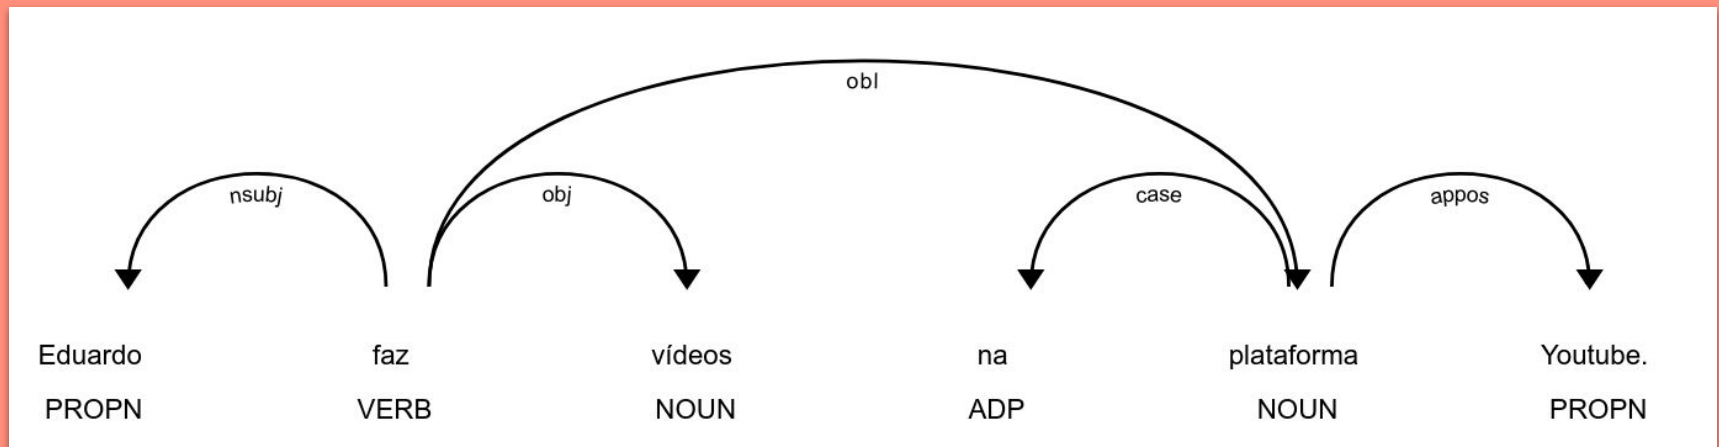 obl
nsubj obj case appos
Eduardo faz vídeos na plataforma Youtube.
PROPN VERB NOUN ADP NOUN PROPN